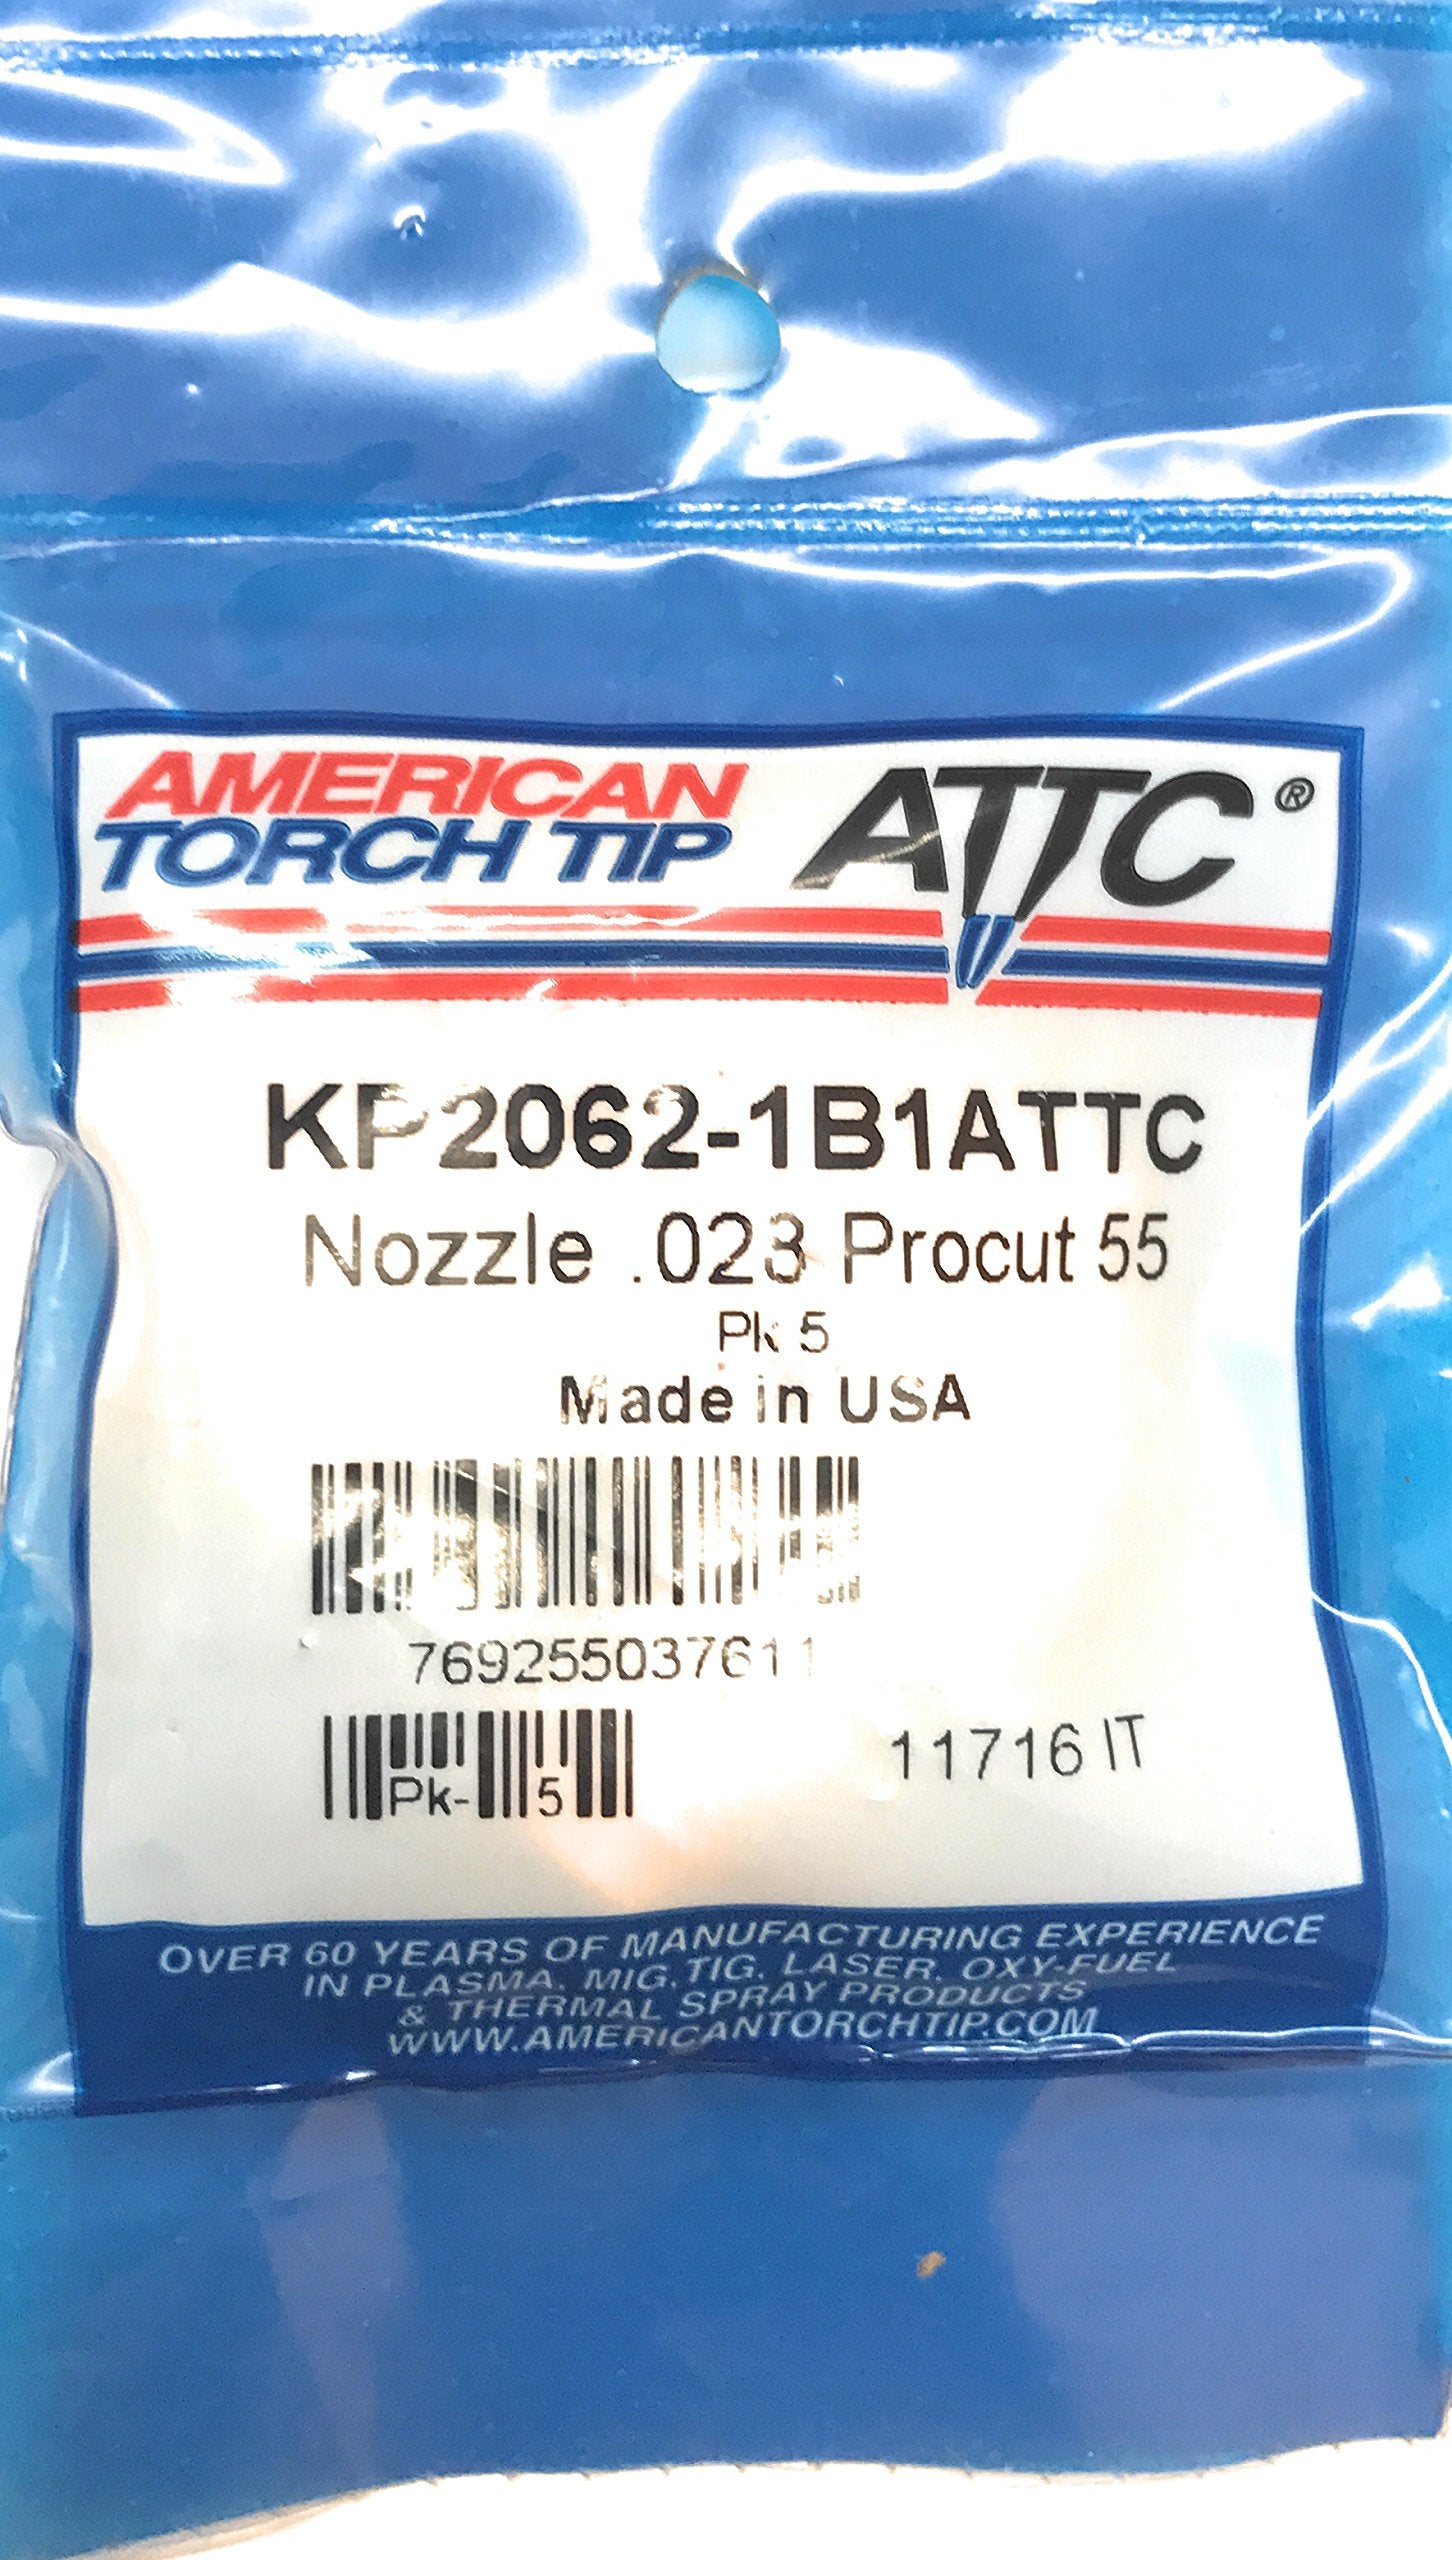 AMERICAN
TORCH TIP
ATTC®
KP2062-1B1ATTC
Nozzle .023 Procut 55
Pk 5
Made in USA
769255037611
Pk- 5
11716 IT
OVER 60 YEARS OF MANUFACTURING EXPERIENCE
IN PLASMA, MIG, TIG, LASER, OXY-FUEL
& THERMAL SPRAY PRODUCTS
WWW.AMERICANTORCHTIP.COM